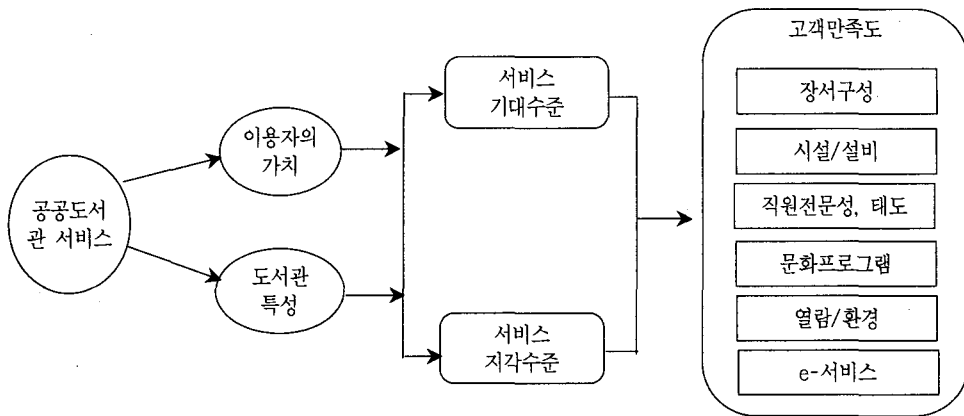 공공도서
관 서비스
이용자의
가치
도서관
특성
서비스
기대수준
서비스
지각수준
고객만족도
장서구성
시설/설비
직원전문성, 태도
문화프로그램
열람/환경
e-서비스